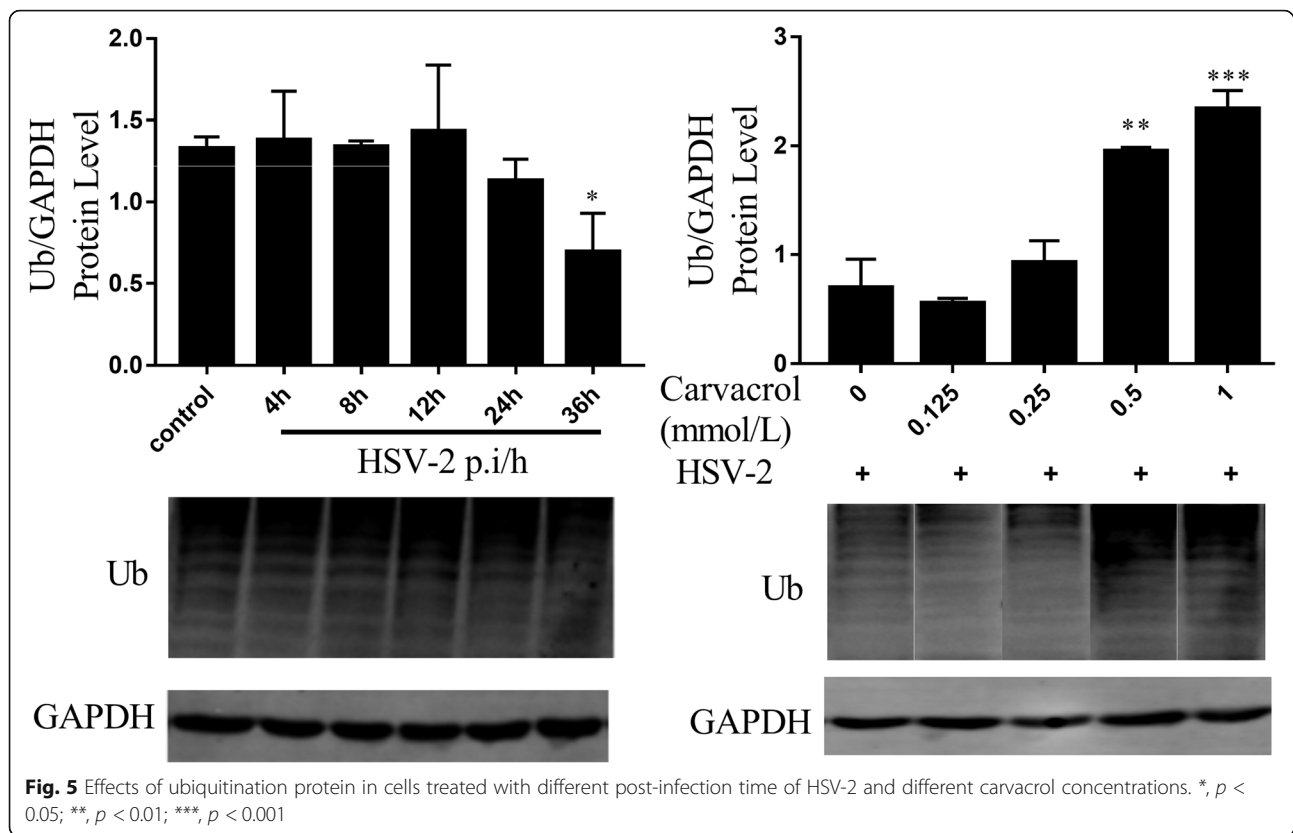 2.0
1.5
1.0
0.5
0.0
Ub/GAPDH
Protein Level
*
control
4h
8h
12h
24h
36h
HSV-2 p.i/h
Ub
GAPDH
3
2
1
0
Ub/GAPDH
Protein Level
**
***
Carvacrol
(mmol/L)
0
0.125
0.25
0.5
1
HSV-2
+ + + + +
Ub
GAPDH
Fig. 5 Effects of ubiquitination protein in cells treated with different post-infection time of HSV-2 and different carvacrol concentrations. *, p <
0.05; **, p < 0.01; ***, p < 0.001